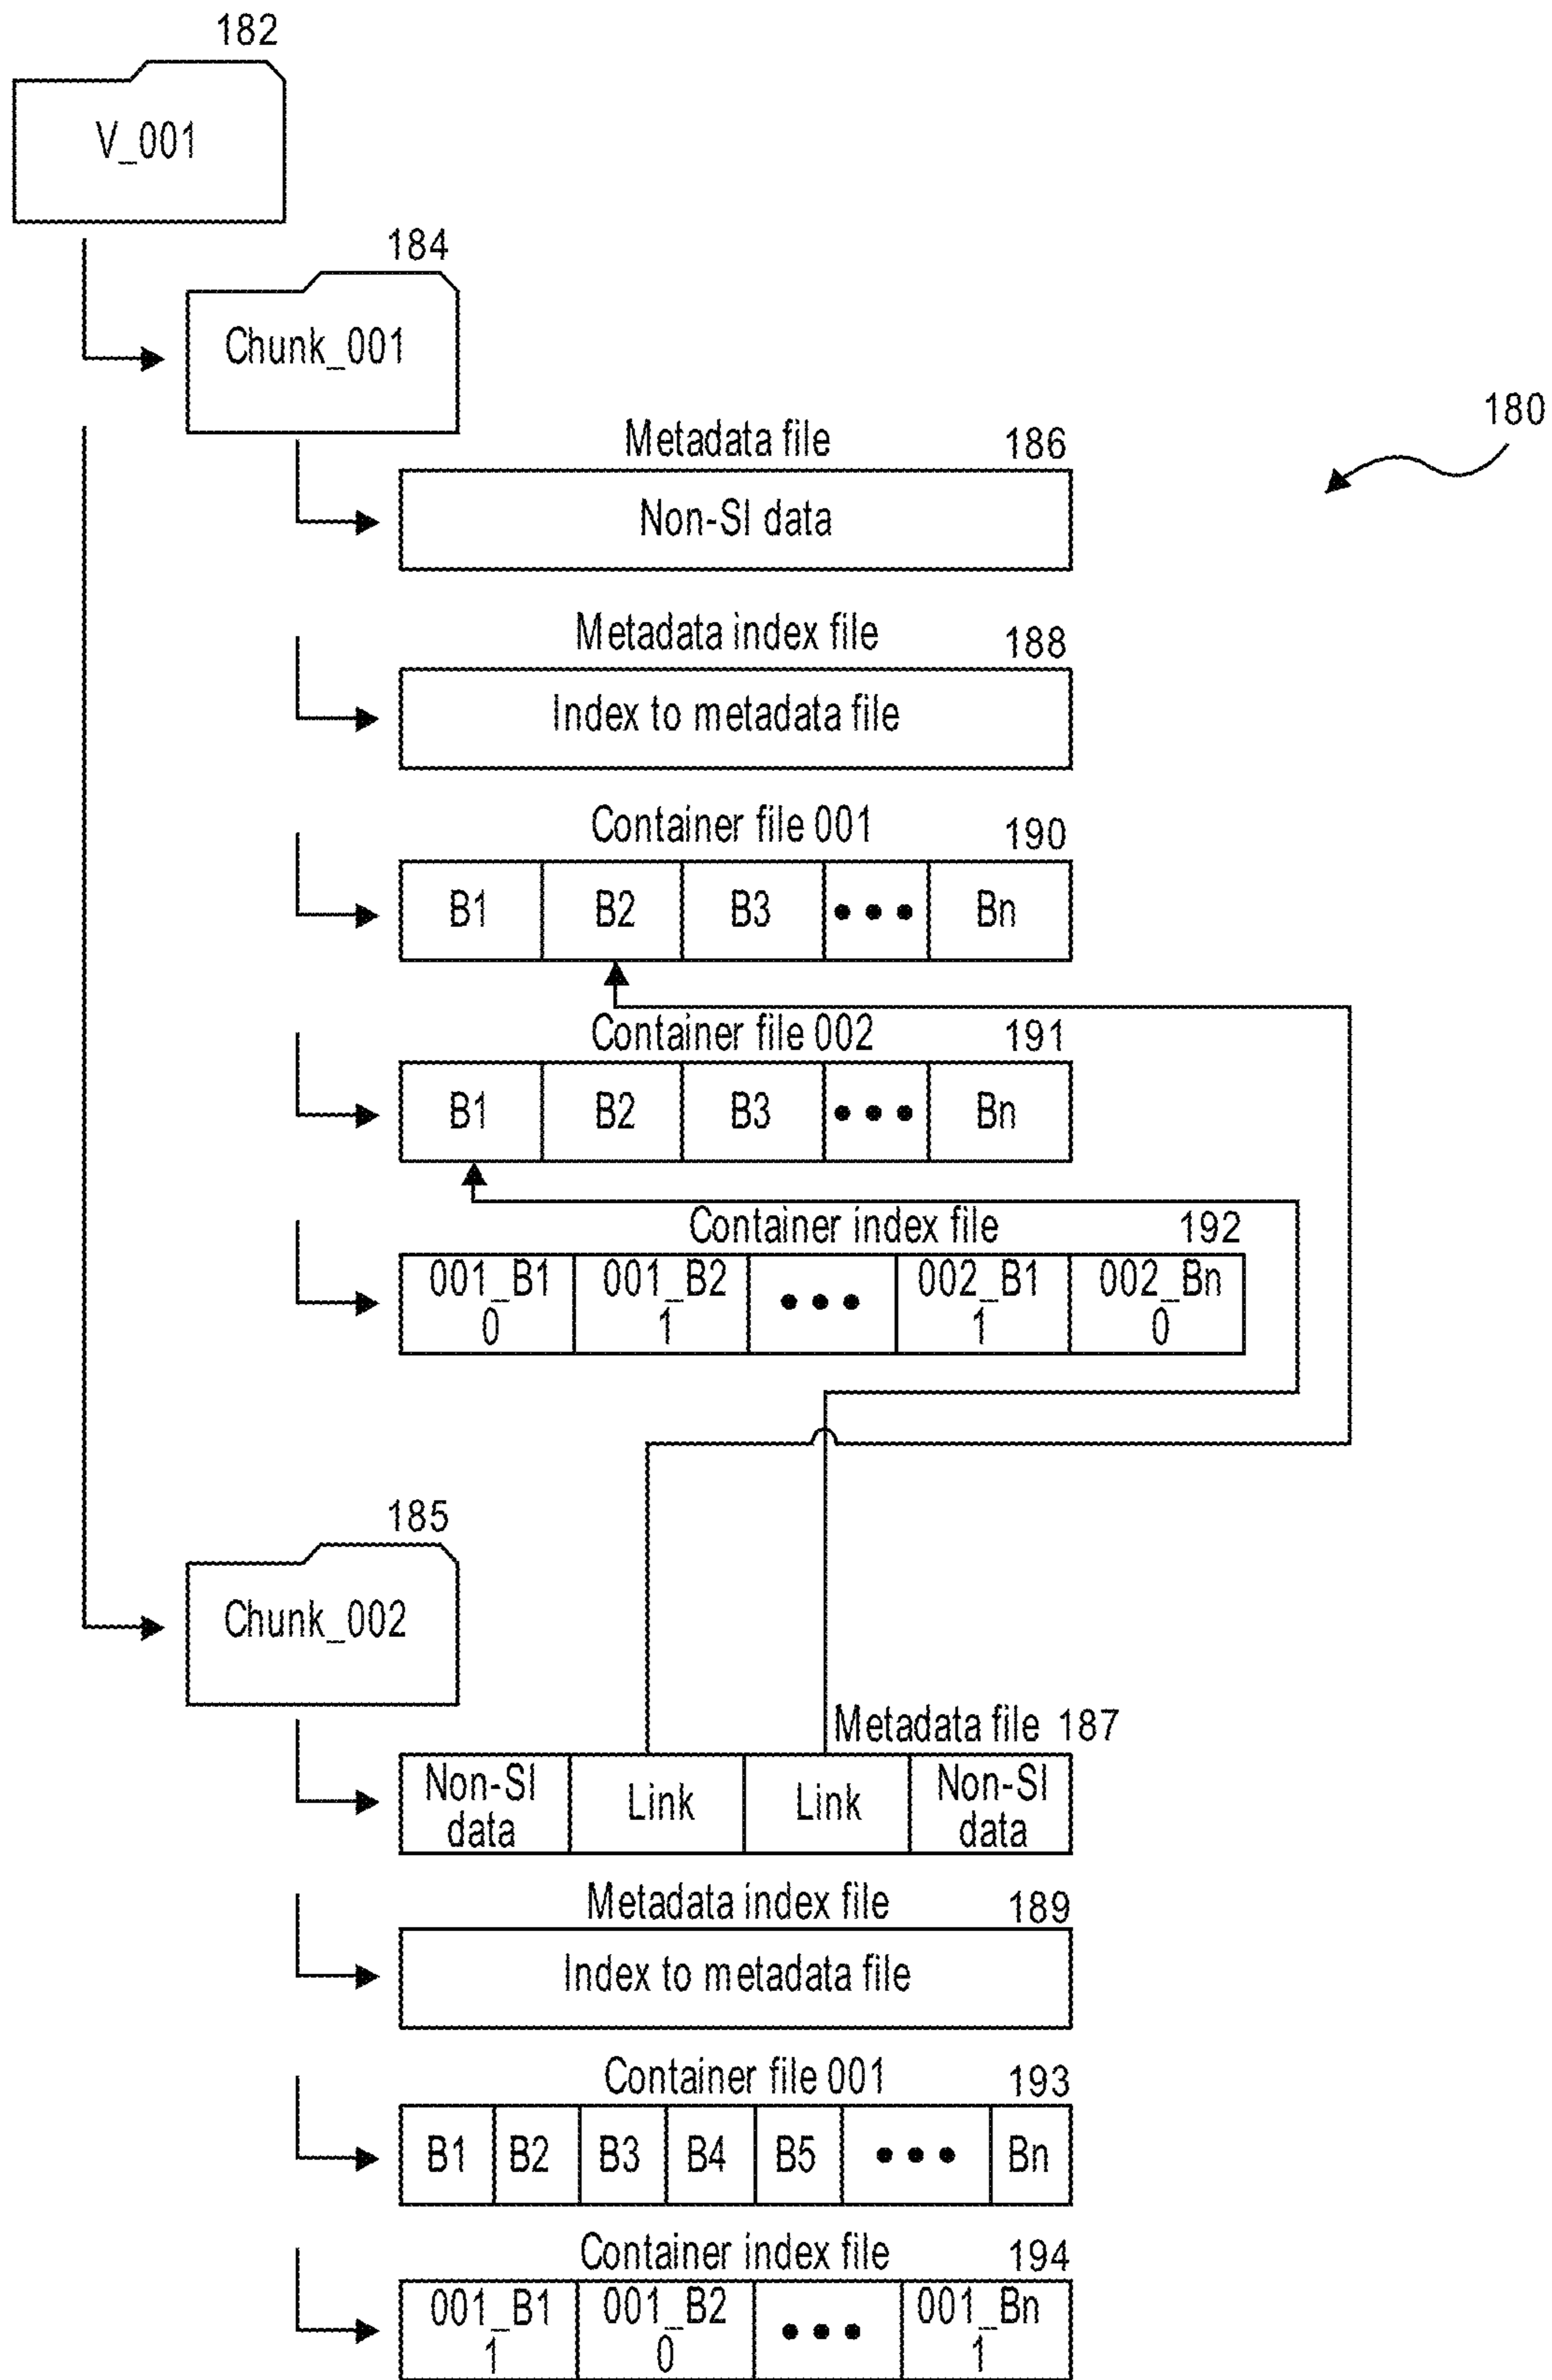 182
V_001
184
Chunk_001
180
Metadata file 186
Non-SI data
Metadata index file 188
Index to metadata file
Container file 001 190
B1 B2 B3 ••• Bn
Container file 002 191
B1 B2 B3 ••• Bn
Container index file 192
001_B1 001_B2 ••• 002_B1 002_Bn
0 1 1 0
185
Chunk_002
Metadata file 187
Non-SI Link Link Non-SI
data data
Metadata index file 189
Index to metadata file
Container file 001 193
B1 B2 B3 B4 B5 ••• Bn
Container index file 194
001_B1 001_B2 ••• 001_Bn
1 0 1